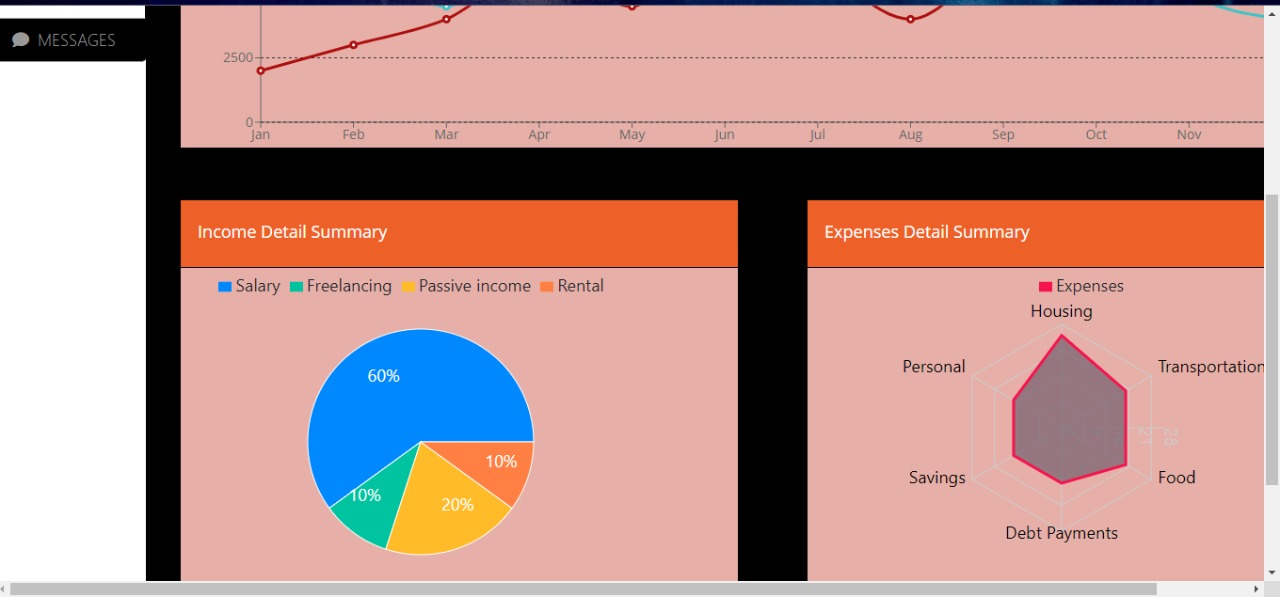 MESSAGES
2500
0
Jan Feb Mar Apr May Jun Jul Aug Sep Oct Nov
Income Detail Summary
Salary Freelancing Passive income Rental
60%
10%
10%
20%
Expenses Detail Summary
Expenses
Housing
Personal Transportation
21 28
Savings Food
Debt Payments